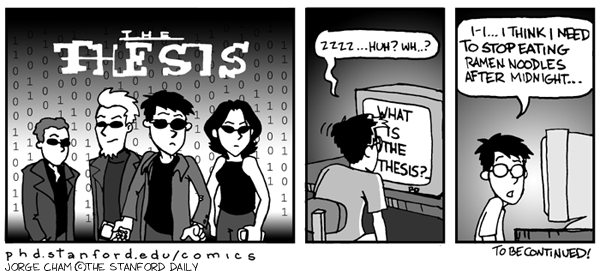 THE
THESIS
ZZZZ...HUH? WH..?
WHAT
IS
THE
THESIS?
I-I... I THINK I NEED
TO STOP EATING
RAMEN NOODLES
AFTER MIDNIGHT...
phd.stanford.edu/comics
JORGE CHAM ©THE STANFORD DAILY
TO BE CONTINUED!